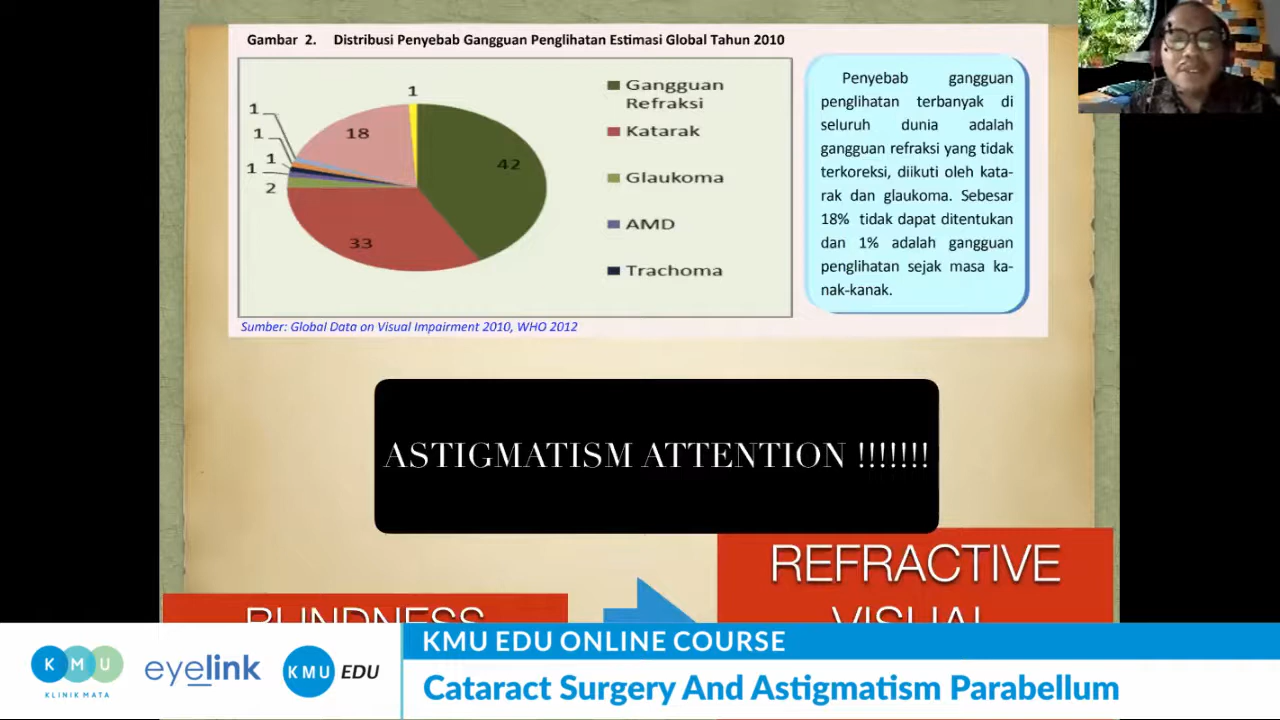 Gambar 2. Distribusi Penyebab Gangguan Penglihatan Estimasi Global Tahun 2010
1
1
18
1
1
1
2
42
33
Gangguan
Refraksi
Katarak
Glaukoma
AMD
Trachoma
Penyebab gangguan
penglihatan terbanyak di
seluruh dunia adalah
gangguan refraksi yang tidak
terkoreksi, diikuti oleh kata-
rak dan glaukoma. Sebesar
18% tidak dapat ditentukan
dan 1% adalah gangguan
penglihatan sejak masa ka-
nak-kanak.
Sumber: Global Data on Visual Impairment 2010, WHO 2012
ASTIGMATISM ATTENTION !!!!!!!
REFRACTIVE
VISUAL
BLINDNESS
KMU
KLINIK MATA
eyelink
KMU EDU
KMU EDU ONLINE COURSE
Cataract Surgery And Astigmatism Parabellum